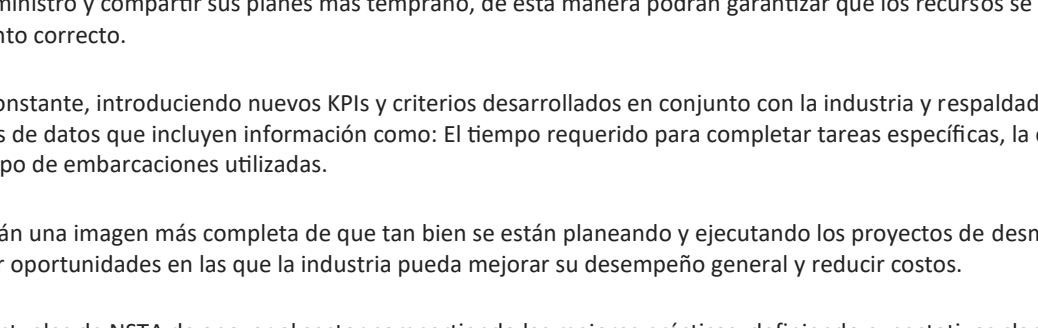 ministro y compartir sus planes más temprano, de esta manera podrán garantizar que los recursos se
nto correcto.
onstante, introduciendo nuevos KPIs y criterios desarrollados en conjunto con la industria y respaldad
s de datos que incluyen información como: El tiempo requerido para completar tareas específicas, la
po de embarcaciones utilizadas.
án una imagen más completa de que tan bien se están planeando y ejecutando los proyectos de desm
r oportunidades en las que la industria pueda mejorar su desempeño general y reducir costos.